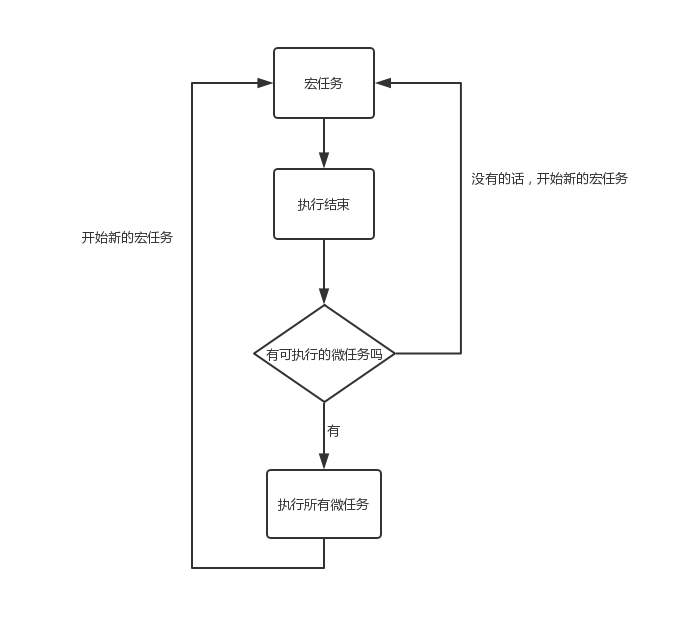 宏任务
没有的话，开始新的宏任务
执行结束
开始新的宏任务
有可执行的微任务吗
有
执行所有微任务